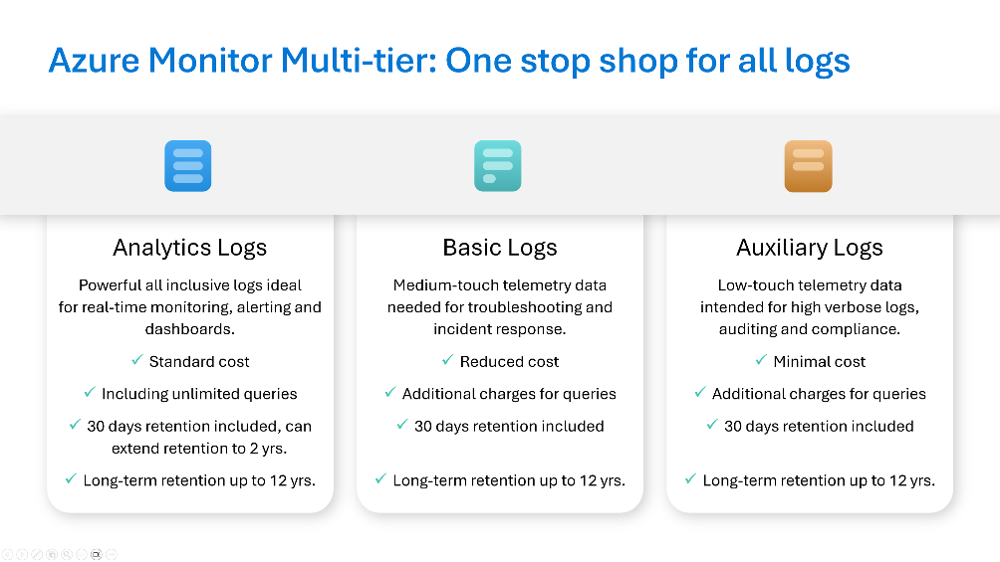 Azure Monitor Multi-tier: One stop shop for all logs
Analytics Logs
Powerful all inclusive logs ideal
for real-time monitoring, alerting and
dashboards.
✓ Standard cost
✓ Including unlimited queries
✓ 30 days retention included, can
extend retention to 2 yrs.
✓ Long-term retention up to 12 yrs.
Basic Logs
Medium-touch telemetry data
needed for troubleshooting and
incident response.
✓ Reduced cost
✓ Additional charges for queries
✓ 30 days retention included
✓ Long-term retention up to 12 yrs.
Auxiliary Logs
Low-touch telemetry data
intended for high verbose logs,
auditing and compliance.
✓ Minimal cost
✓ Additional charges for queries
✓ 30 days retention included
✓ Long-term retention up to 12 yrs.